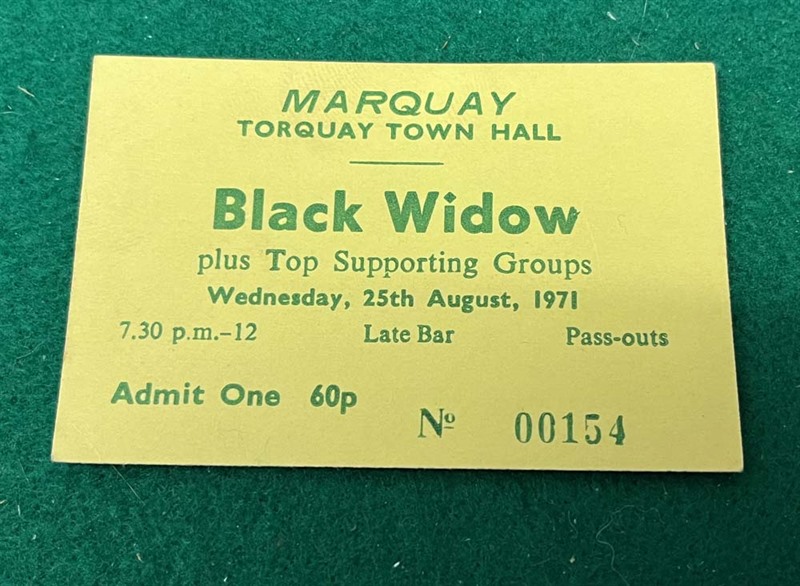 MARQUAY
TORQUAY TOWN HALL
Black Widow
plus Top Supporting Groups
Wednesday, 25th August, 1971
7.30 p.m.–12 Late Bar Pass-outs
Admit One 60p
Nº 00154